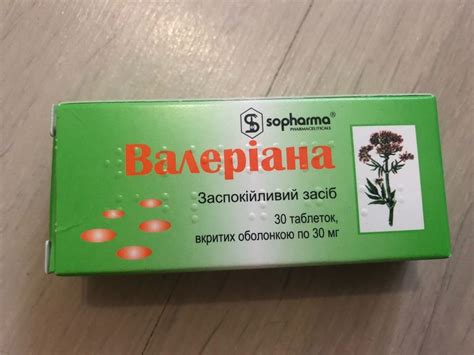 sopharma®
PHARMACEUTICALS
Валеріана
Заспокійливий засіб
30 таблеток,
вкритих оболонкою по 30 мг